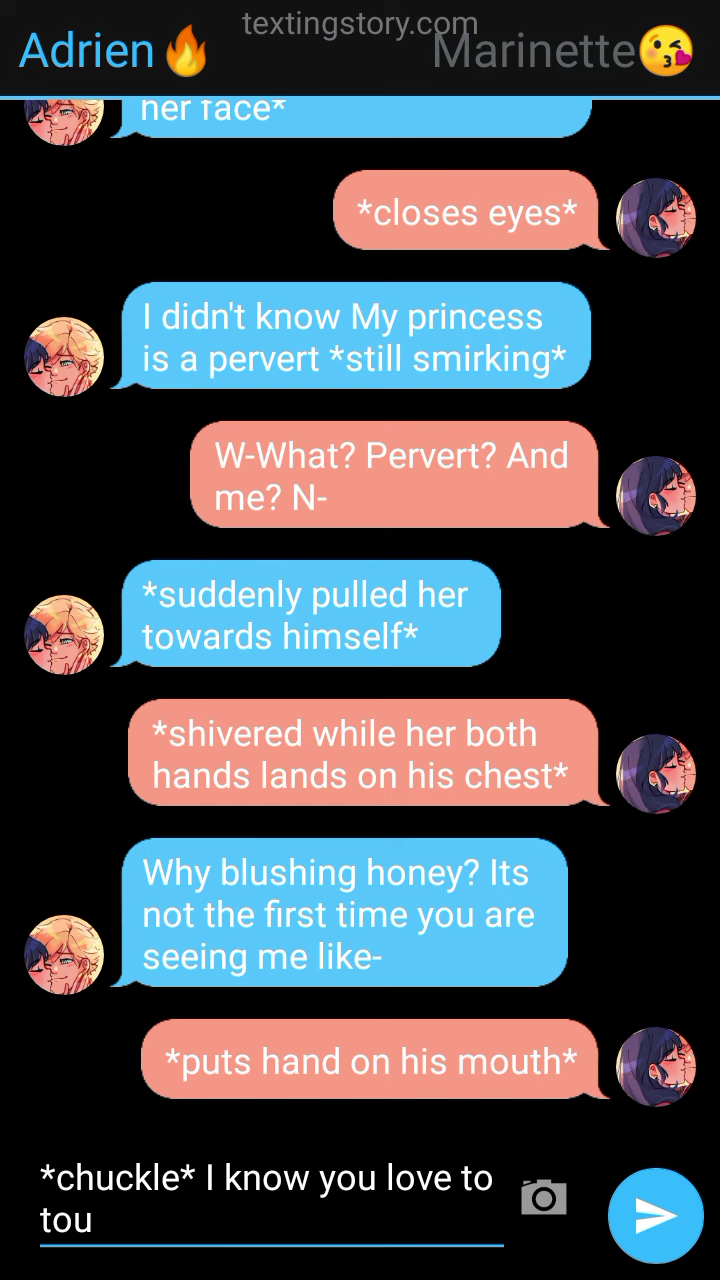 textingstory.com
Adrien🔥 Marinette😘
her face*
*closes eyes*
I didn't know My princess
is a pervert *still smirking*
W-What? Pervert? And
me? N-
*suddenly pulled her
towards himself*
*shivered while her both
hands lands on his chest*
Why blushing honey? Its
not the first time you are
seeing me like-
*puts hand on his mouth*
*chuckle* I know you love to
tou